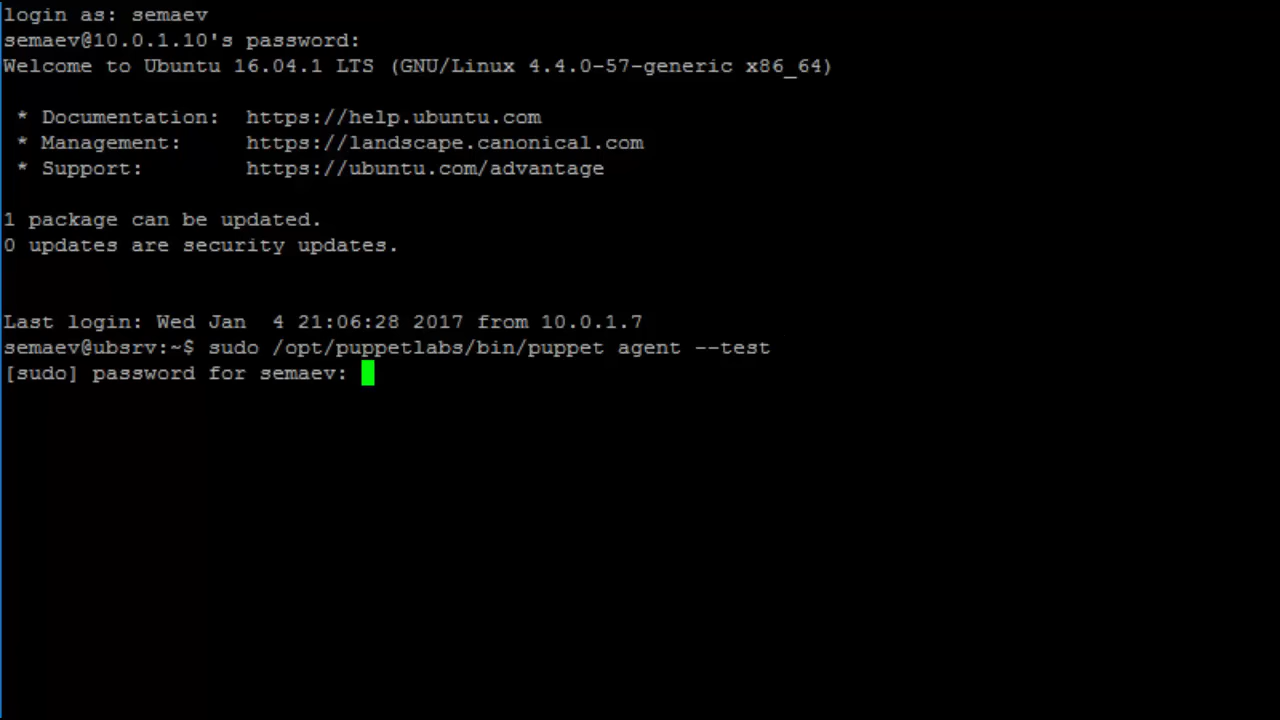 login as: semaev
semaev@10.0.1.10's password:
Welcome to Ubuntu 16.04.1 LTS (GNU/Linux 4.4.0-57-generic x86_64)
* Documentation:  https://help.ubuntu.com
* Management:     https://landscape.canonical.com
* Support:        https://ubuntu.com/advantage
1 package can be updated.
0 updates are security updates.
Last login: Wed Jan  4 21:06:28 2017 from 10.0.1.7
semaev@ubsrv:~$ sudo /opt/puppetlabs/bin/puppet agent --test
[sudo] password for semaev: